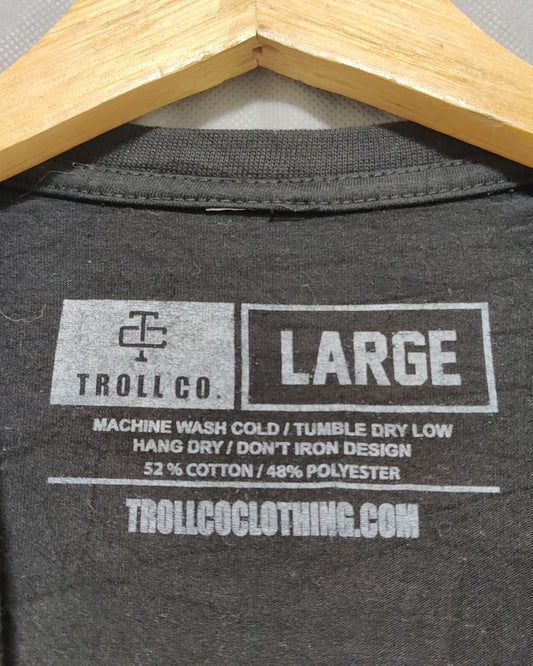 TC
TROLL CO.
LARGE
MACHINE WASH COLD / TUMBLE DRY LOW
HANG DRY / DON'T IRON DESIGN
52 % COTTON / 48% POLYESTER
TROLLCOCLOTHING.COM